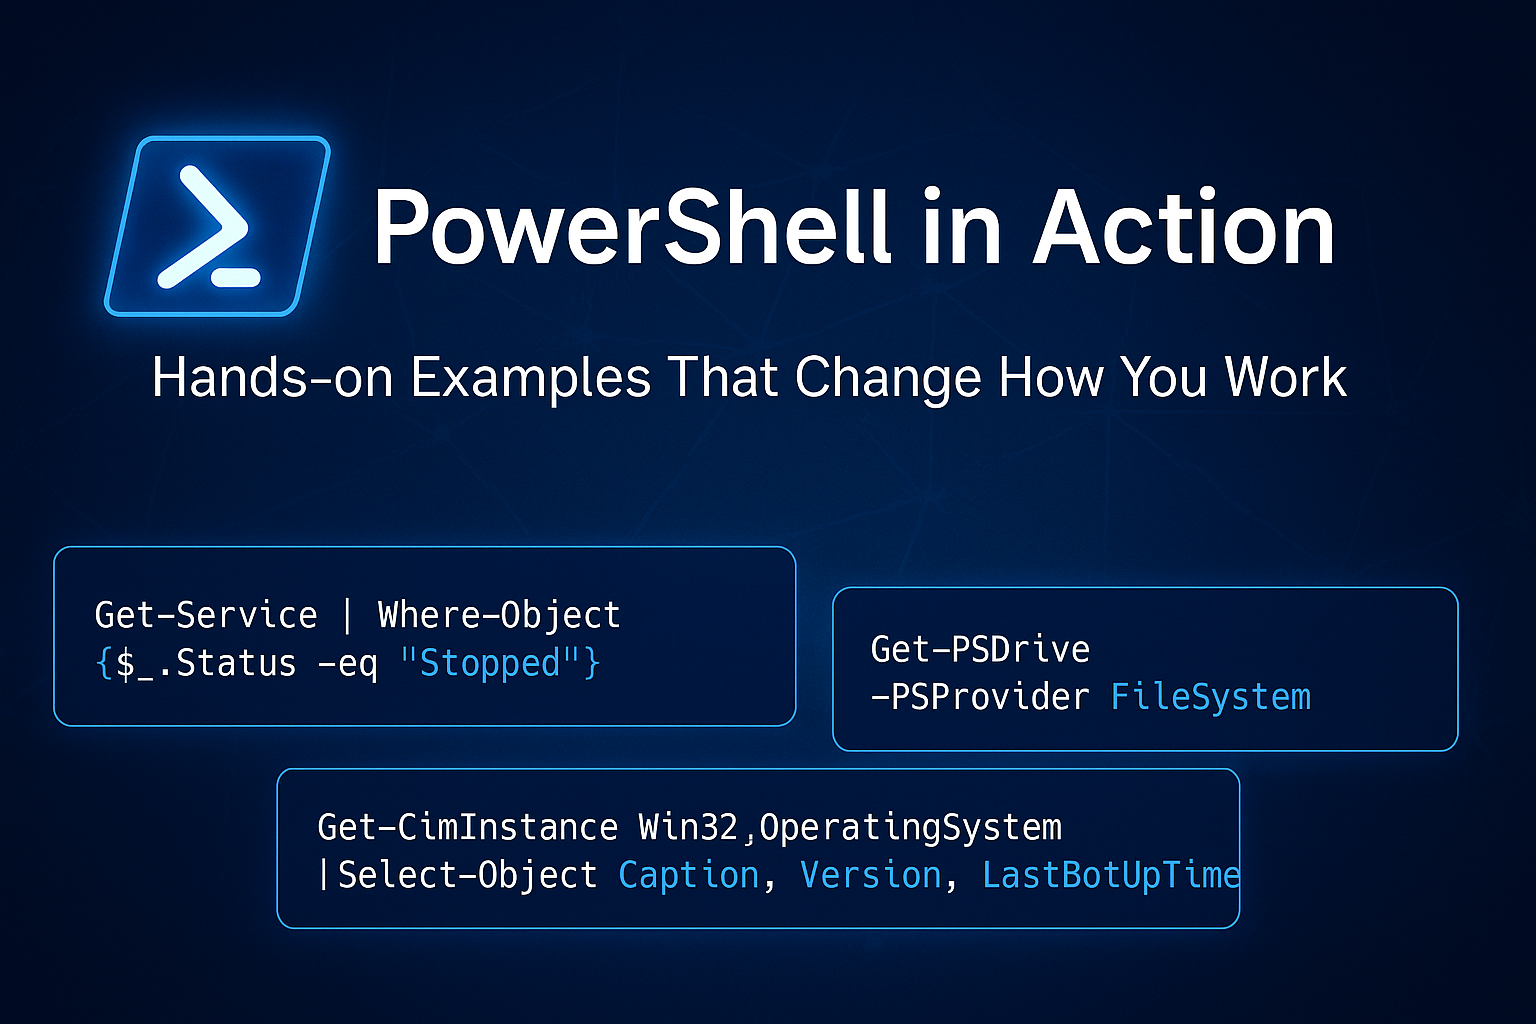 PowerShell in Action
Hands-on Examples That Change How You Work
Get-Service | Where-Object
{$_.Status -eq "Stopped"}
Get-PSDrive
-PSProvider FileSystem
Get-CimInstance Win32,OperatingSystem
|Select-Object Caption, Version, LastBotUpTime